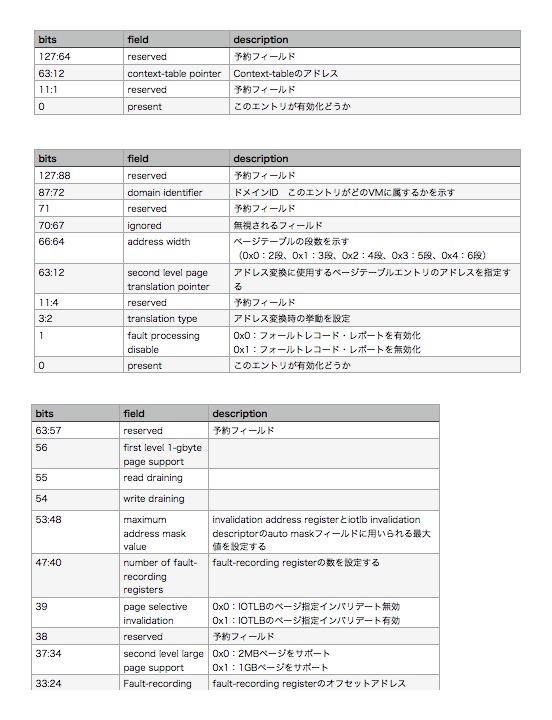 bits field description
127:64 reserved 予約フィールド
63:12 context-table pointer Context-tableのアドレス
11:1 reserved 予約フィールド
0 present このエントリが有効化どうか
bits field description
127:88 reserved 予約フィールド
87:72 domain identifier ドメインID　このエントリがどのVMに属するかを示す
71 reserved 予約フィールド
70:67 ignored 無視されるフィールド
66:64 address width ページテーブルの段数を示す
（0x0：2段、0x1：3段、0x2：4段、0x3：5段、0x4：6段）
63:12 second level page アドレス変換に使用するページテーブルエントリのアドレスを指定す
translation pointer る
11:4 reserved 予約フィールド
3:2 translation type アドレス変換時の挙動を設定
1 fault processing 0x0：フォールトレコード・レポートを有効化
disable 0x1：フォールトレコード・レポートを無効化
0 present このエントリが有効化どうか
bits field description
63:57 reserved 予約フィールド
56 first level 1-gbyte
page support
55 read draining
54 write draining
53:48 maximum invalidation address registerとiotlb invalidation
address mask descriptorのauto maskフィールドに用いられる最大
value 値を設定する
47:40 number of fault- fault-recording registerの数を設定する
recording
registers
39 page selective 0x0：IOTLBのページ指定インバリデート無効
invalidation 0x1：IOTLBのページ指定インバリデート有効
38 reserved 予約フィールド
37:34 second level large 0x0：2MBページをサポート
page support 0x1：1GBページをサポート
33:24 Fault-recording fault-recording registerのオフセットアドレス